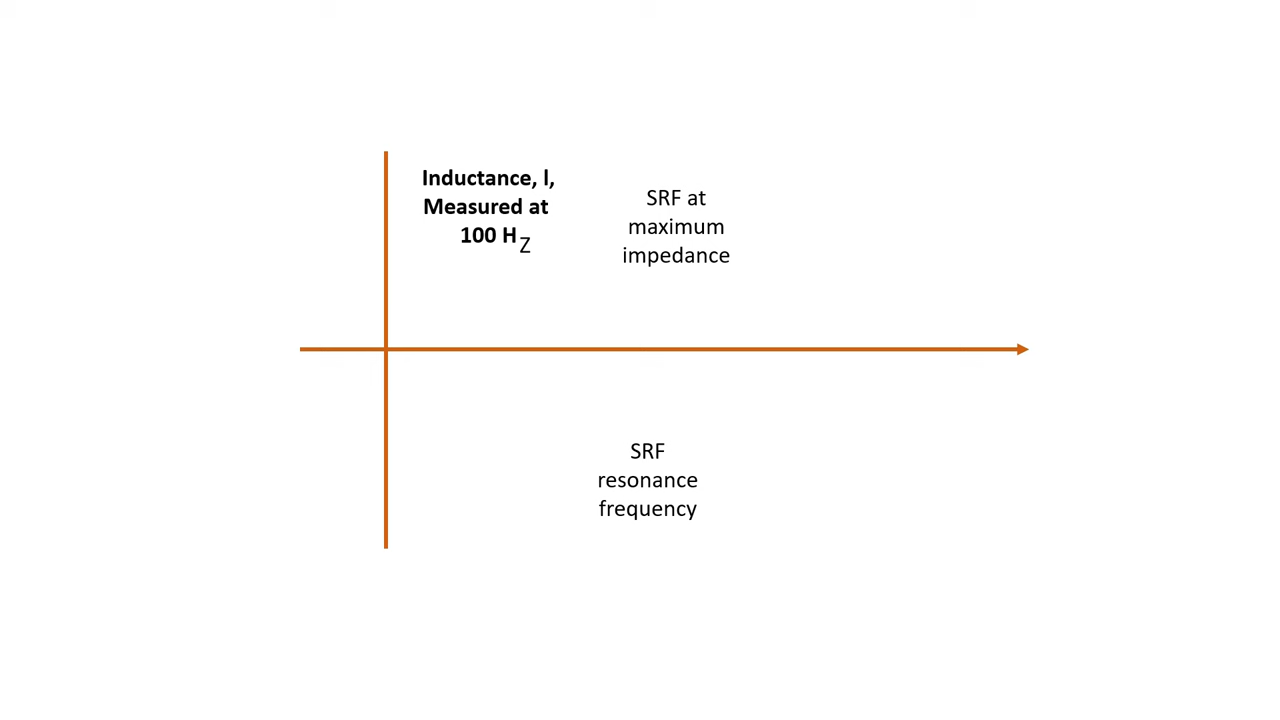 Inductance, l,
Measured at
100 HZ
SRF at
maximum
impedance
SRF
resonance
frequency